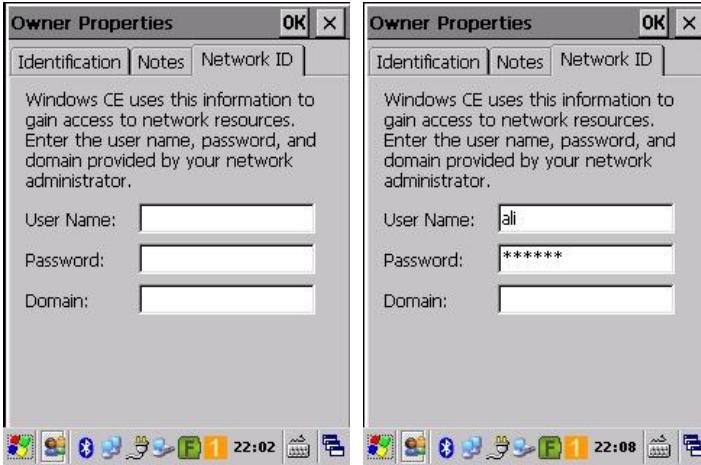 Owner Properties OK ×
Identification Notes Network ID
Windows CE uses this information to
gain access to network resources.
Enter the user name, password, and
domain provided by your network
administrator.
User Name:
Password:
Domain:
F 1 22:02
Owner Properties OK ×
Identification Notes Network ID
Windows CE uses this information to
gain access to network resources.
Enter the user name, password, and
domain provided by your network
administrator.
User Name: ali
Password: ******
Domain:
F 1 22:08